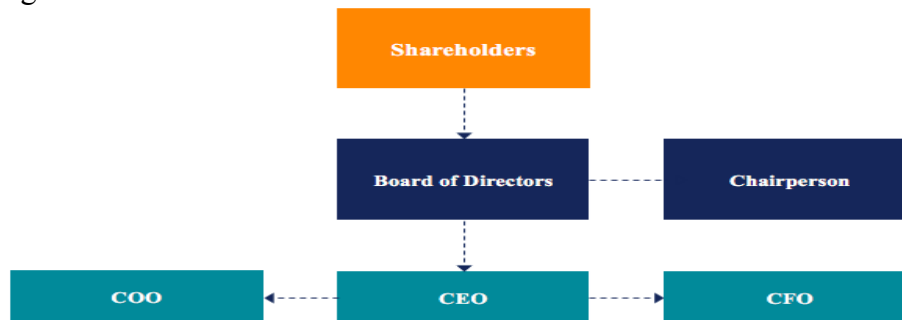 Shareholders
Board of Directors
Chairperson
COO
CEO
CFO